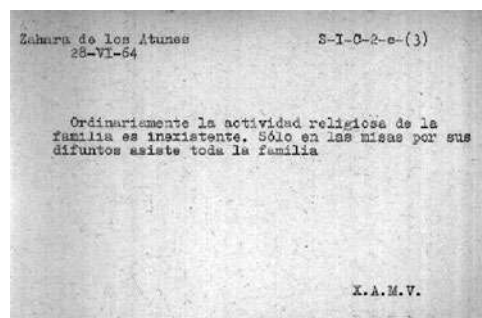 Zahara de los Atunes S-I-C-2-e-(3)
28-VI-64
Ordinariamente la actividad religiosa de la
familia es inexistente. Sólo en las misas por sus
difuntos asiste toda la familia
X.A.M.V.